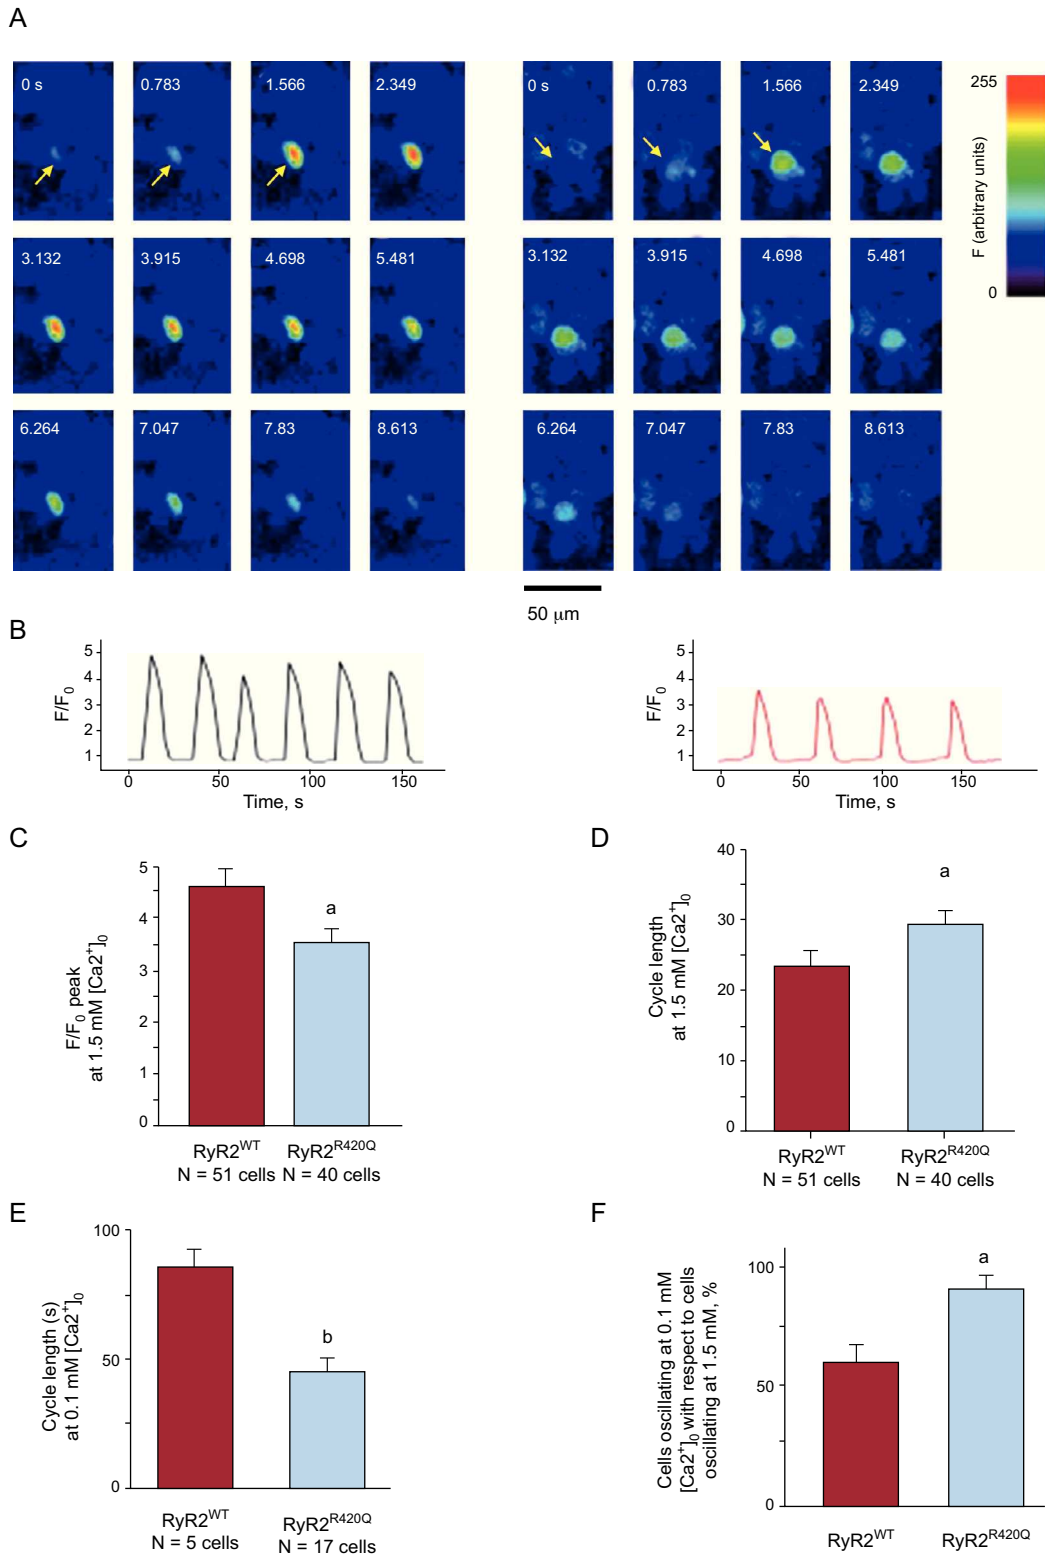 A
0 s
0.783
1.566
2.349
0 s
0.783
1.566
2.349
255
F (arbitrary units)
0
3.132
3.915
4.698
5.481
3.132
3.915
4.698
5.481
6.264
7.047
7.83
8.613
6.264
7.047
7.83
8.613
50 μm
B
F/F0
5
4
3
2
1
0
50
100
150
Time, s
F/F0
5
4
3
2
1
0
50
100
150
Time, s
C
F/F0 peak
at 1.5 mM [Ca2+]0
5
4
3
2
1
0
a
RyR2WT
N = 51 cells
RyR2R420Q
N = 40 cells
D
Cycle length
at 1.5 mM [Ca2+]0
40
30
20
10
0
a
RyR2WT
N = 51 cells
RyR2R420Q
N = 40 cells
E
Cycle length (s)
at 0.1 mM [Ca2+]0
100
50
0
b
RyR2WT
N = 5 cells
RyR2R420Q
N = 17 cells
F
Cells oscillating at 0.1 mM
[Ca2+]0 with respect to cells
oscillating at 1.5 mM, %
100
50
0
a
RyR2WT
RyR2R420Q